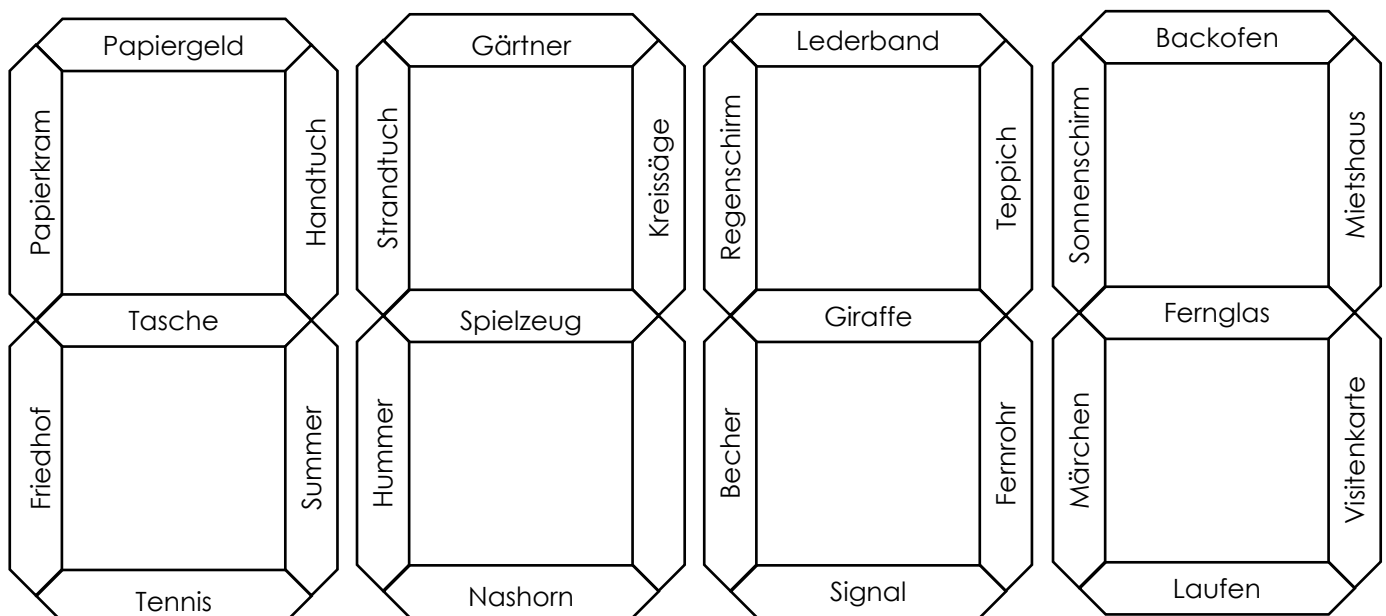 Papiergeld
Gärtner
Lederband
Backofen
Papierkram
Handtuch
Strandtuch
Kreissäge
Regenschirm
Teppich
Sonnenschirm
Mietshaus
Tasche
Spielzeug
Giraffe
Fernglas
Friedhof
Summer
Hummer
Becher
Fernrohr
Märchen
Visitenkarte
Tennis
Nashorn
Signal
Laufen